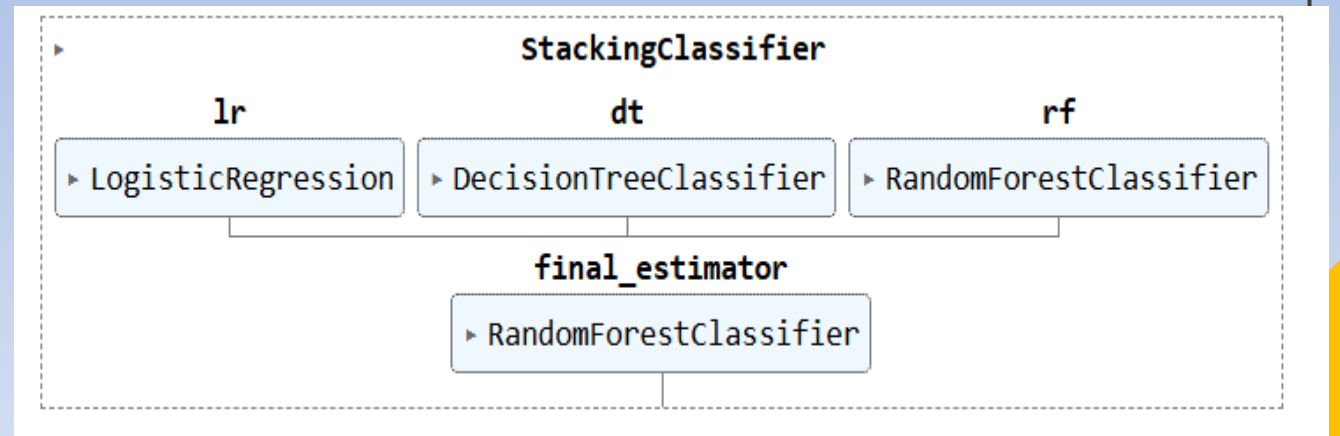 StackingClassifier
lr dt rf
LogisticRegression DecisionTreeClassifier RandomForestClassifier
final_estimator
RandomForestClassifier